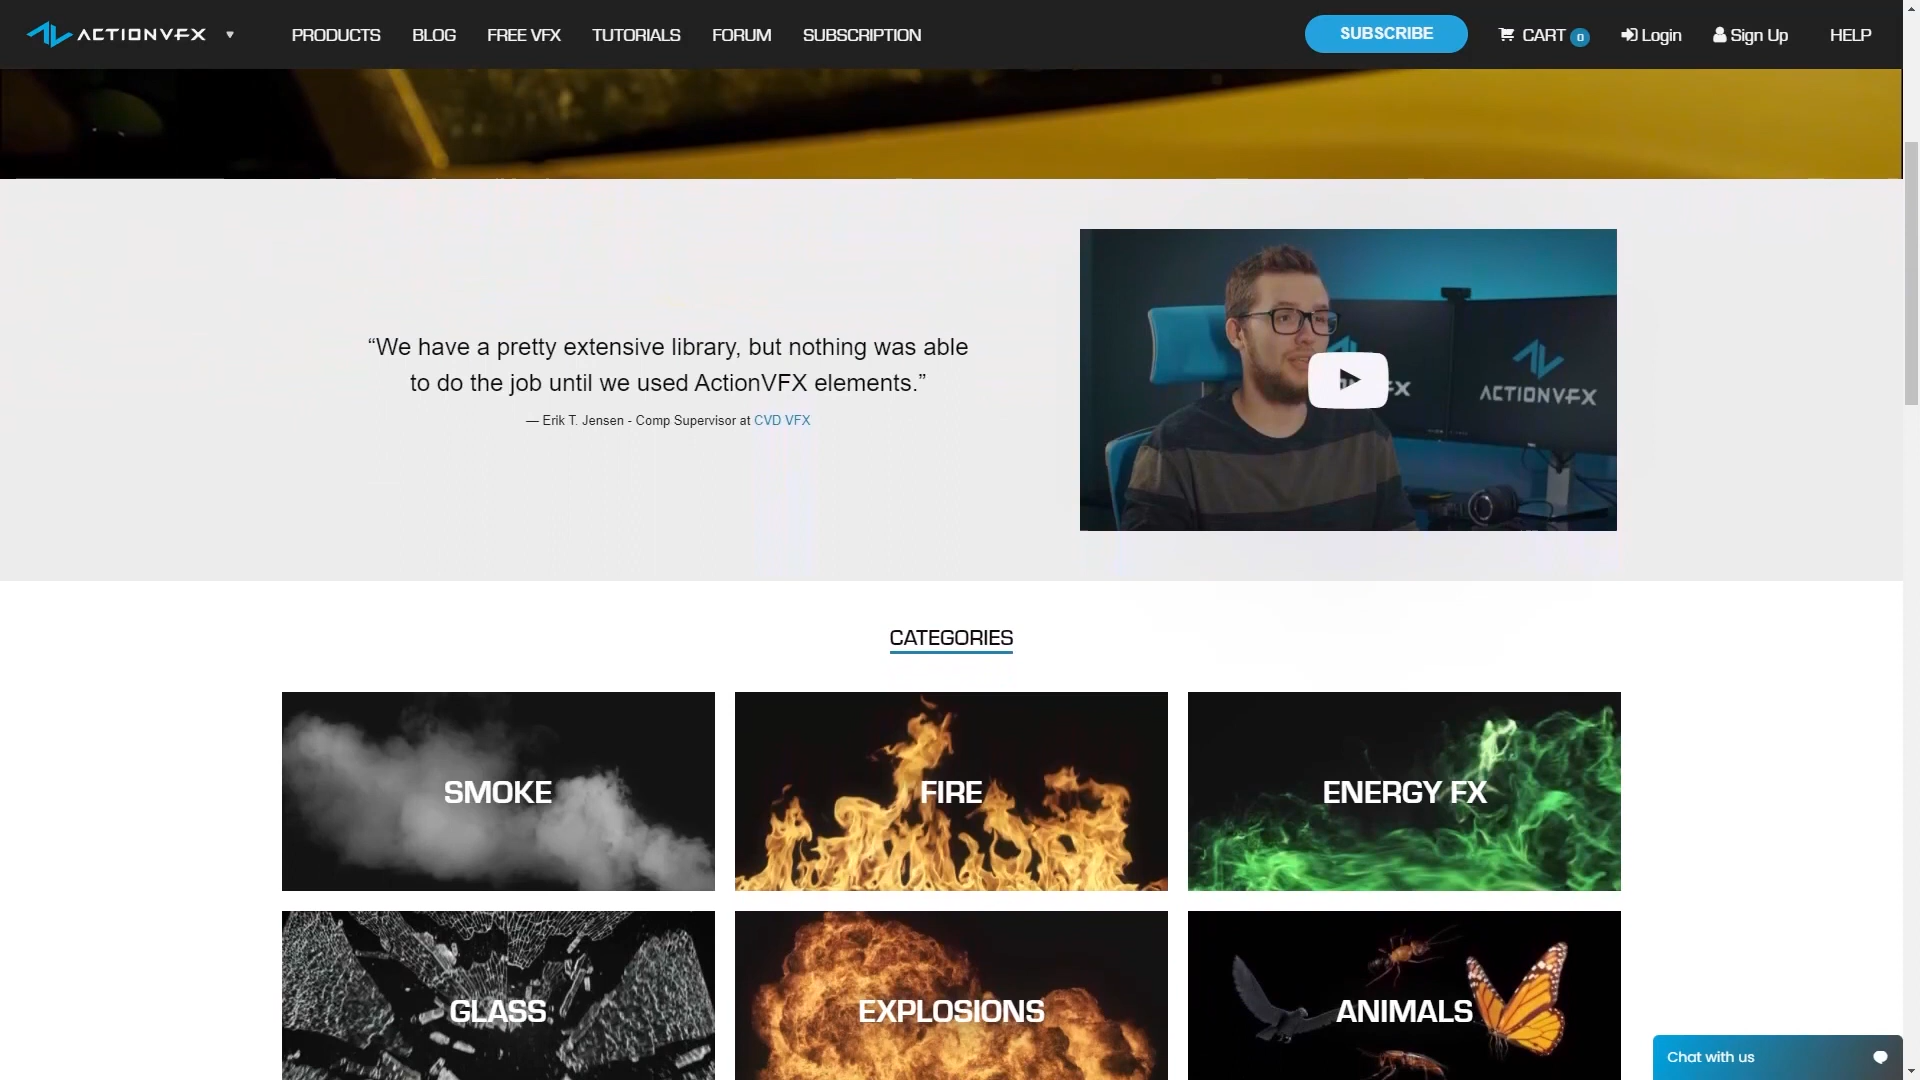 ACTIONVFX
PRODUCTS
BLOG
FREE VFX
TUTORIALS
FORUM
SUBSCRIPTION
SUBSCRIBE
CART 0
Login
Sign Up
HELP
“We have a pretty extensive library, but nothing was able
to do the job until we used ActionVFX elements.”
— Erik T. Jensen - Comp Supervisor at CVD VFX
ACTIONVFX
CATEGORIES
SMOKE
FIRE
ENERGY FX
GLASS
EXPLOSIONS
ANIMALS
Chat with us